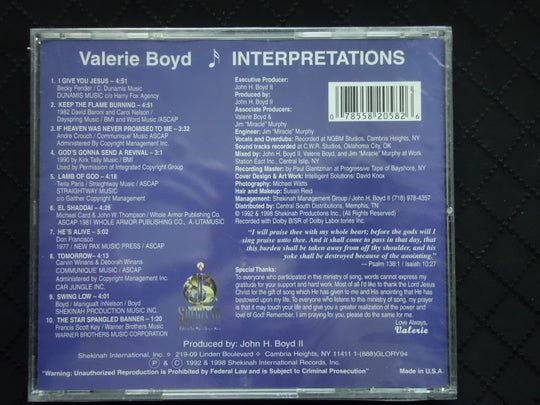 Valerie Boyd ♪ INTERPRETATIONS
1. I GIVE YOU JESUS – 4:51
Becky Fender / C. Dunamis Music
DUNAMIS MUSIC c/o Harry Fox Agency
2. KEEP THE FLAME BURNING – 4:51
1982 David Baroni and Carol Nelson /
Dayspring Music / BMI and Word Music /ASCAP
3. IF HEAVEN WAS NEVER PROMISED TO ME – 3:32
Andre Crouch / Communique' Music / ASCAP
Administered By Copyright Management Inc.
4. GOD'S GONNA SEND A REVIVAL – 3:51
1990 by Kirk Tally Music / BMI
Used by Permission of Integrated Copyright Group
5. LAMB OF GOD – 4:18
Twila Paris / Straightway Music / ASCAP
STRAIGHTWAY MUSIC
c/o Gaither Copyright Management
6. EL SHADDAI – 4:26
Michael Card & John W. Thompson / Whole Armor Publishing Co.
ASCAP 1981 WHOLE ARMOR PUBLISHING CO., A. LITAMUSIC
7. HE'S ALIVE – 5:02
Don Francisco
1977 / NEW PAX MUSIC PRESS / ASCAP
8. TOMORROW – 4:13
Carvin Winans & Deborah Winans
COMMUNIQUE' MUSIC / ASCAP
Administered by Copyright Management Inc.
CAR JUNGLE INC.
9. SWING LOW – 4:01
Boyd / Manigualt /nNelson / Boyd
SHEKINAH PRODUCTION MUSIC INC.
10. THE STAR SPANGLED BANNER – 1:30
Francis Scott Key / Warner Brothers Music
WARNER BROTHERS MUSIC CORPORATION
Executive Producer:
John H. Boyd II
Produced by:
John H. Boyd II
Associate Producers:
Valerie Boyd &
Jim "Miracle" Murphy
Engineer: Jim "Miracle" Murphy
0 78558 20582 6
Vocals and Overdubs: Recorded at NGBM Studios, Cambria Heights, NY
Sound tracks recorded at C.W.R. Studios, Oklahoma City, OK
Mixed by: John H. Boyd II, Valerie Boyd, and Jim "Miracle" Murphy at Work
Station East Inc., Central Islip, NY
Recording Master: by Paul Giantzman at Progressive Tape of Bayshore, NY
Cover Design & Art Work: Intelligent Solutions' David Knox
Photography: Michael Watts
Hair and Makeup: Susan Reid
Management: Shekinah Management Group / John H. Boyd II (718) 978-4357
Distributed by: Central South Distributions, Memphis, TN
© 1992 & 1998 Shekinah Productions Inc., (All Rights Reserved)
Recorded with Dolby BISR of Dolby Labatories Inc
"I will praise thee with my whole heart; before the gods will I
sing praise unto thee. And it shall to come to pass in that day, that
this burden shall be taken away from off thy shoulder, and his
yoke shall be destroyed because of the anointing."
— Psalm 138:1 / Isaiah 10:27
Special Thanks:
To everyone who participated in this ministry of song, words cannot express my
gratitude for your support and hard work. Most of all I'd like to thank the Lord Jesus
Christ for the gift of song which He has given to me and His anointing that He has
bestowed upon my life. To everyone who listens to this ministry of song, my prayer
is that it may touch your life and give you a greater realization of the power and
love of God! Remember, I am praying for you, please do the same for me.
Love Always,
Valerie
Produced by: John H. Boyd II
Shekinah International, Inc. ❖ 219-09 Linden Boulevard ❖ Cambria Heights, NY 11411 1-(888)GLORY94
Ⓟ & © 1992 & 1998 Shekinah International Records, Inc.
"Warning: Unauthorized Reproduction is Prohibited by Federal Law and is Subject to Criminal Prosecution"
Made in U.S.A.